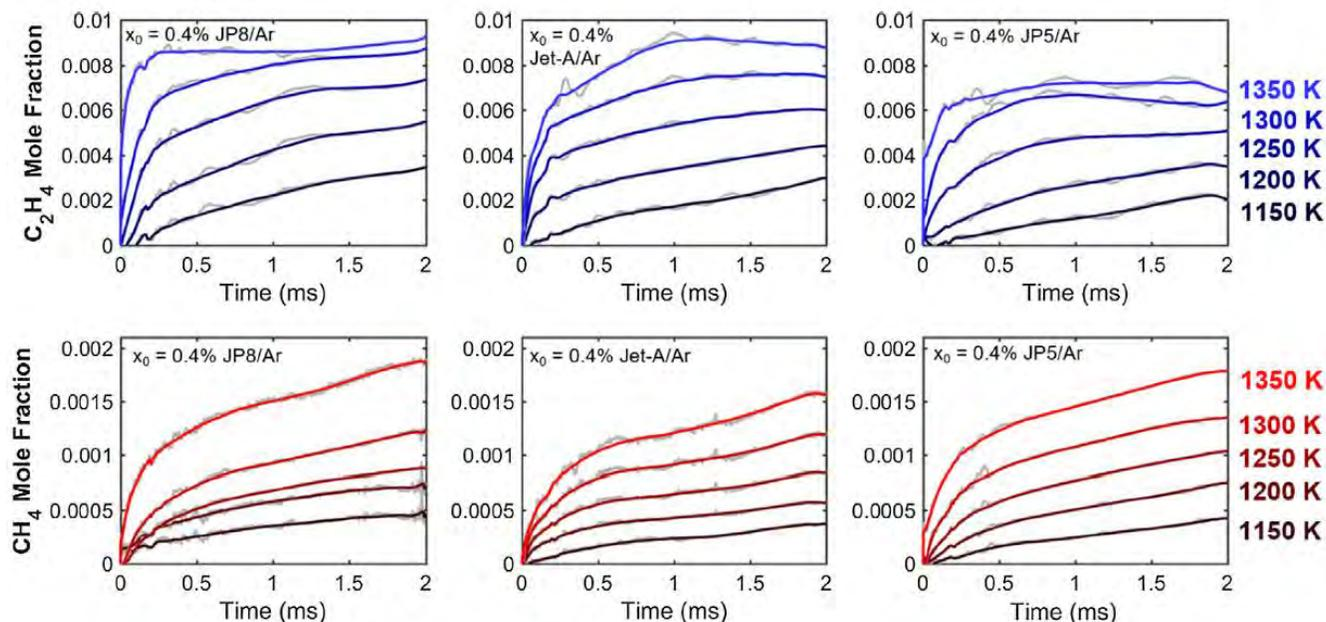 C₂H₄ Mole Fraction
0.01
0.008
0.006
0.004
0.002
0
x₀ = 0.4% JP8/Ar
0
0.5
1
1.5
2
Time (ms)
0.01
0.008
0.006
0.004
0.002
0
x₀ = 0.4%
Jet-A/Ar
0
0.5
1
1.5
2
Time (ms)
0.01
0.008
0.006
0.004
0.002
0
x₀ = 0.4% JP5/Ar
0
0.5
1
1.5
2
Time (ms)
1350 K
1300 K
1250 K
1200 K
1150 K
CH₄ Mole Fraction
0.002
0.0015
0.001
0.0005
0
x₀ = 0.4% JP8/Ar
0
0.5
1
1.5
2
Time (ms)
0.002
0.0015
0.001
0.0005
0
x₀ = 0.4% Jet-A/Ar
0
0.5
1
1.5
2
Time (ms)
0.002
0.0015
0.001
0.0005
0
x₀ = 0.4% JP5/Ar
0
0.5
1
1.5
2
Time (ms)
1350 K
1300 K
1250 K
1200 K
1150 K